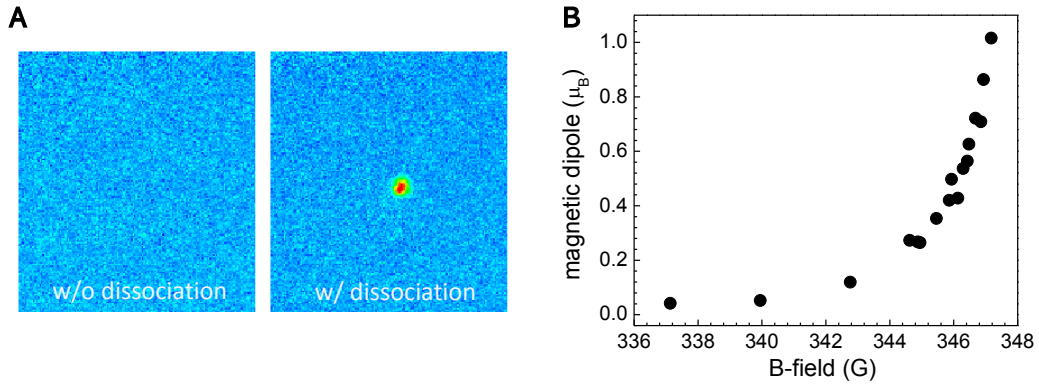 A
w/o dissociation
w/ dissociation
B
magnetic dipole (μ_B)
1.0
0.8
0.6
0.4
0.2
0.0
336 338 340 342 344 346 348
B-field (G)